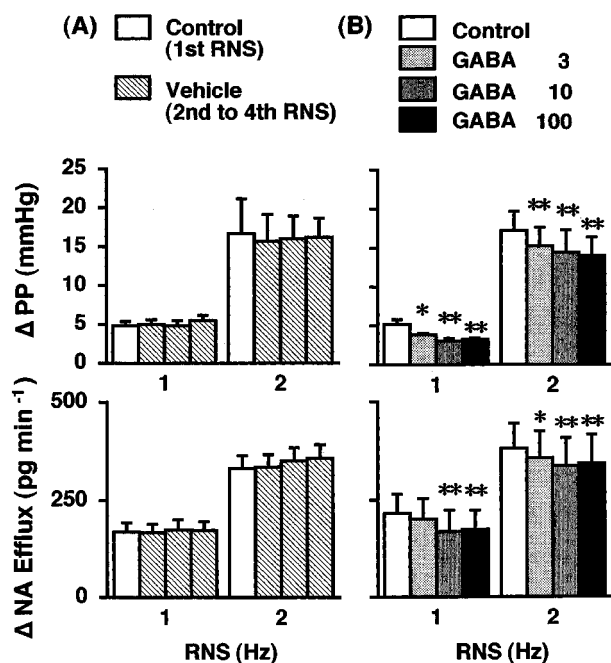 (A) Control
(1st RNS)
Vehicle
(2nd to 4th RNS)
(B) Control
GABA 3
GABA 10
GABA 100
Δ PP (mmHg)
25
20
15
10
5
0
1 2
* ** **
** ** **
1 2
Δ NA Efflux (pg min⁻¹)
500
250
0
1 2
RNS (Hz)
** **
* ** **
1 2
RNS (Hz)